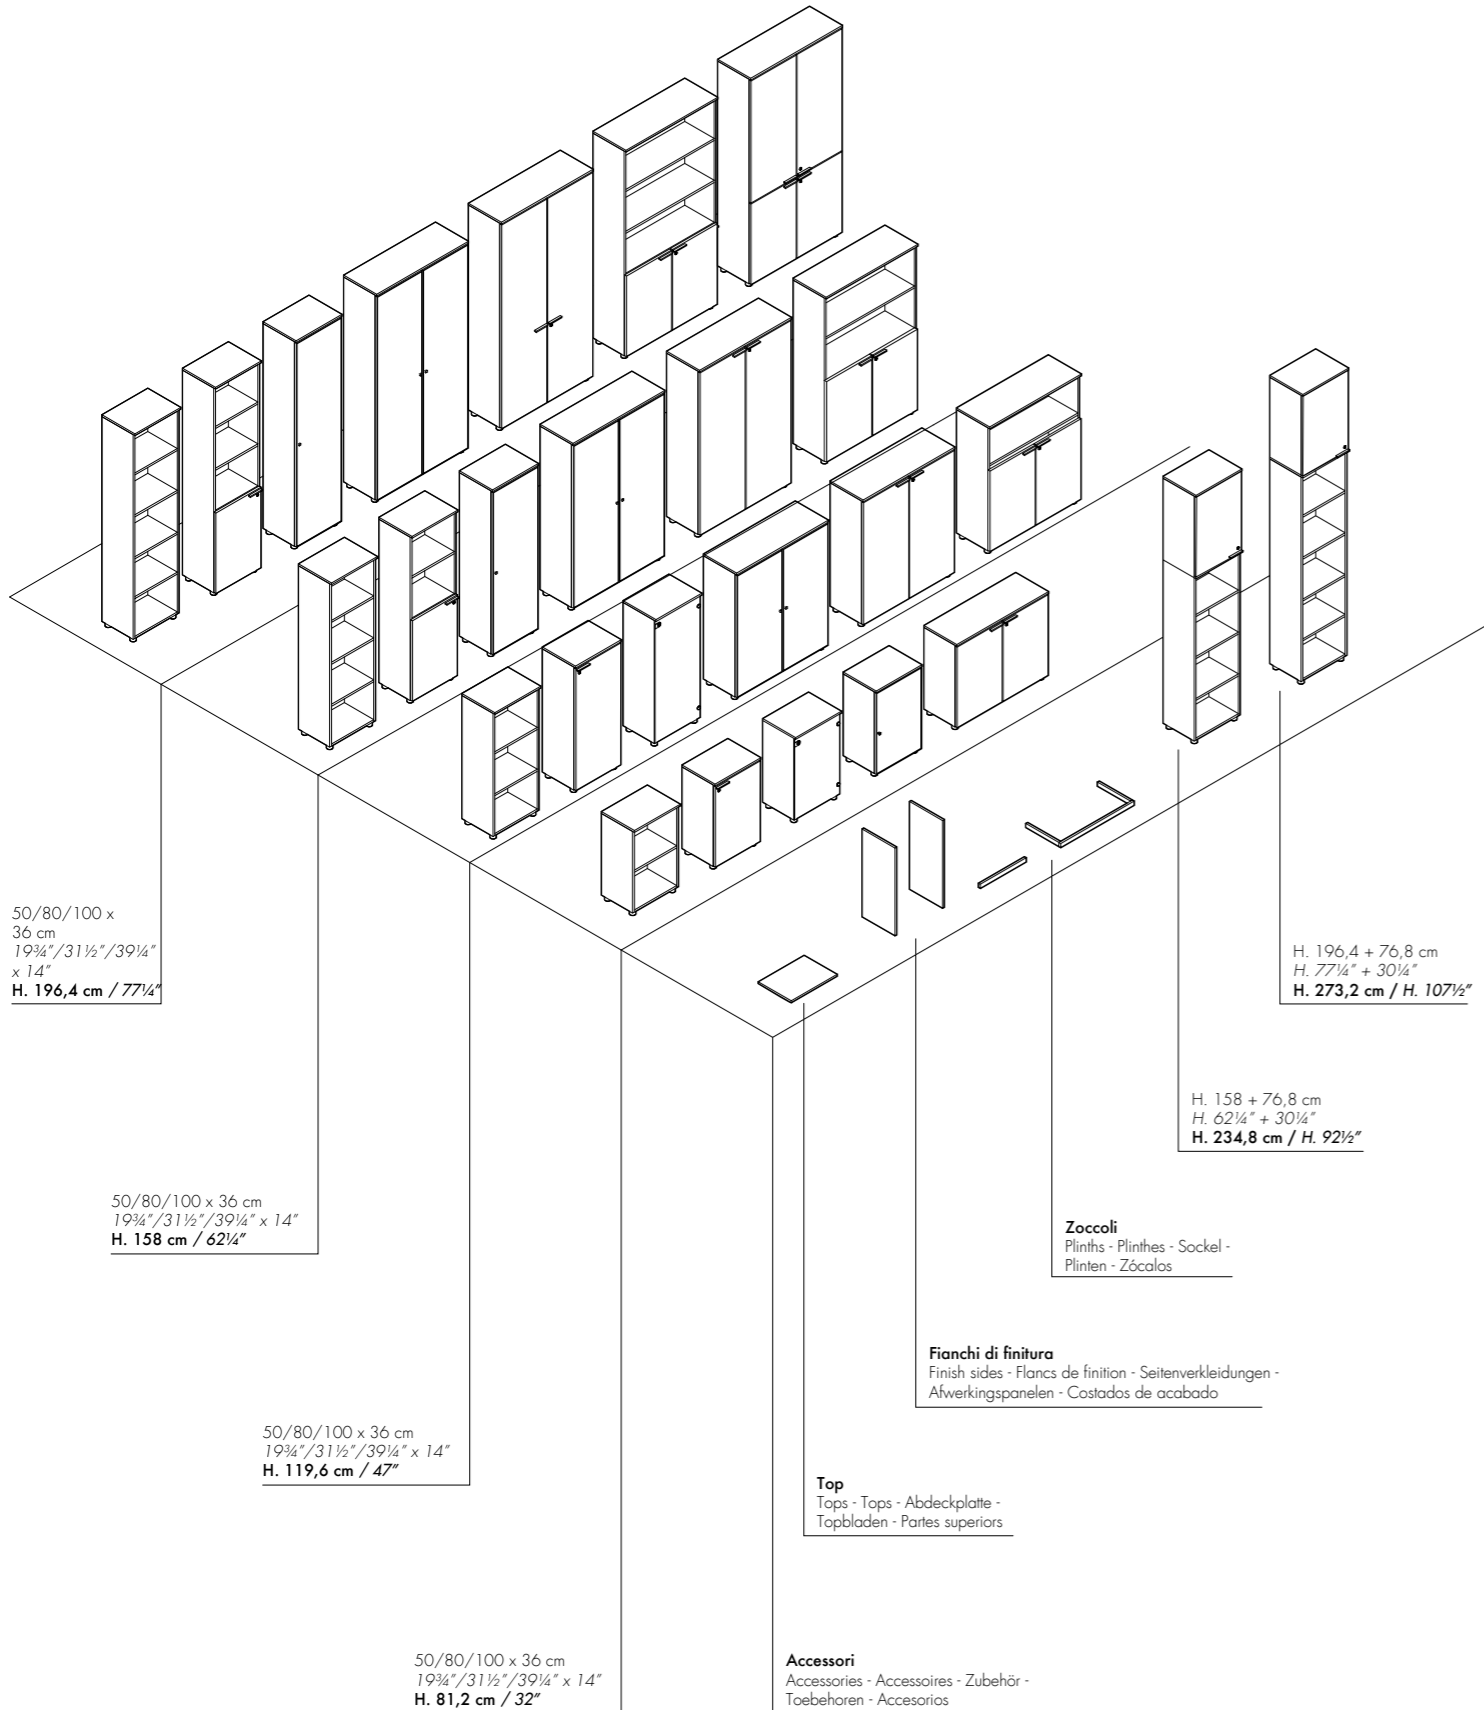 50/80/100 x
36 cm
19¾”/31½”/39¼”
x 14”
H. 196,4 cm / 77¼”
H. 196,4 + 76,8 cm
H. 77¼” + 30¼”
H. 273,2 cm / H. 107½”
H. 158 + 76,8 cm
H. 62¼” + 30¼”
H. 234,8 cm / H. 92½”
50/80/100 x 36 cm
19¾”/31½”/39¼” x 14”
H. 158 cm / 62¼”
Zoccoli
Plinths - Plinthes - Sockel -
Plinten - Zócalos
Fianchi di finitura
Finish sides - Flancs de finition - Seitenverkleidungen -
Afwerkingspanelen - Costados de acabado
50/80/100 x 36 cm
19¾”/31½”/39¼” x 14”
H. 119,6 cm / 47”
Top
Tops - Tops - Abdeckplatte -
Topbladen - Partes superiors
50/80/100 x 36 cm
19¾”/31½”/39¼” x 14”
H. 81,2 cm / 32”
Accessori
Accessories - Accessoires - Zubehör -
Toebehoren - Accesorios